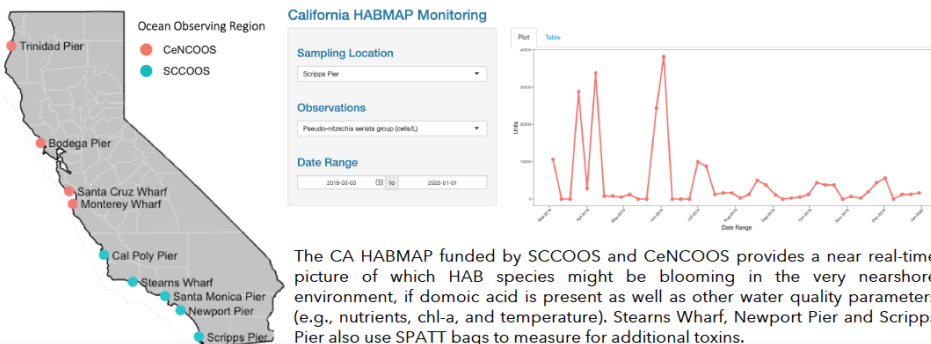 California HABMAP Monitoring
Ocean Observing Region
CeNCOOS
SCCOOS
Trinidad Pier
Bodega Pier
Santa Cruz Wharf
Monterey Wharf
Cal Poly Pier
Stearns Wharf
Santa Monica Pier
Newport Pier
Scripps Pier
Sampling Location
Scripps Pier
Observations
Pseudo-nitzschia seriata group (cells/L)
Date Range
2019-03-03 to 2020-01-01
Plot Table
Units
Date Range
The CA HABMAP funded by SCCOOS and CeNCOOS provides a near real-time
picture of which HAB species might be blooming in the very nearshore
environment, if domoic acid is present as well as other water quality parameters
(e.g., nutrients, chl-a, and temperature). Stearns Wharf, Newport Pier and Scripps
Pier also use SPATT bags to measure for additional toxins.